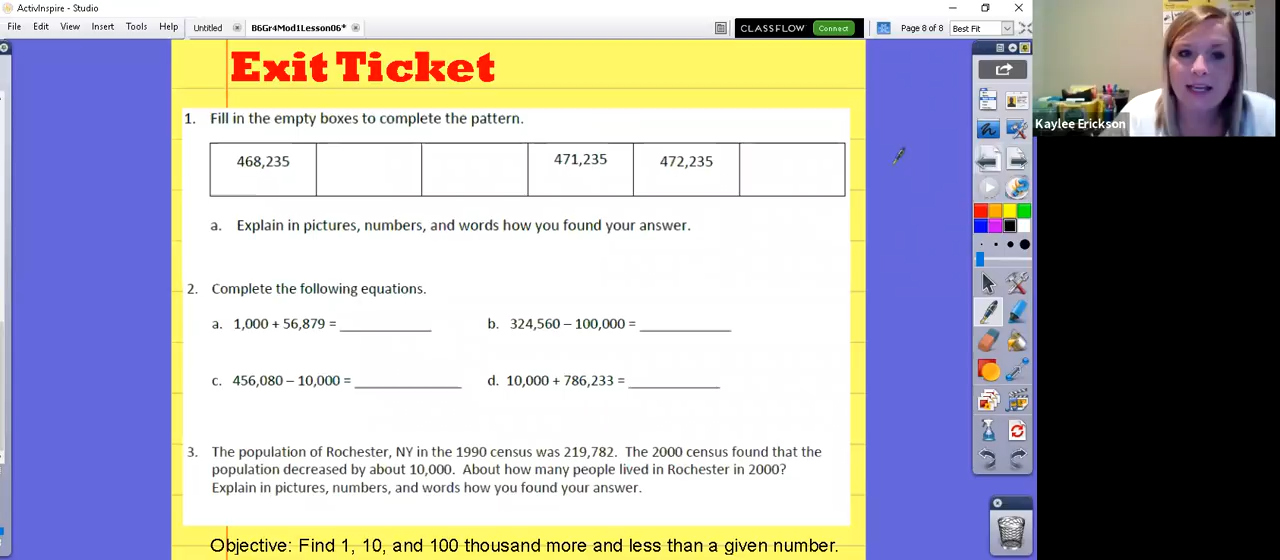 ActivInspire - Studio
File Edit View Insert Tools Help Untitled B6Gr4Mod1Lesson06* CLASSFLOW Connect Page 8 of 8 Best Fit
Exit Ticket
1. Fill in the empty boxes to complete the pattern.
468,235 471,235 472,235
a. Explain in pictures, numbers, and words how you found your answer.
2. Complete the following equations.
a. 1,000 + 56,879 = __________ b. 324,560 – 100,000 = __________
c. 456,080 – 10,000 = __________ d. 10,000 + 786,233 = __________
3. The population of Rochester, NY in the 1990 census was 219,782. The 2000 census found that the
population decreased by about 10,000. About how many people lived in Rochester in 2000?
Explain in pictures, numbers, and words how you found your answer.
Objective: Find 1, 10, and 100 thousand more and less than a given number.
Kaylee Erickson